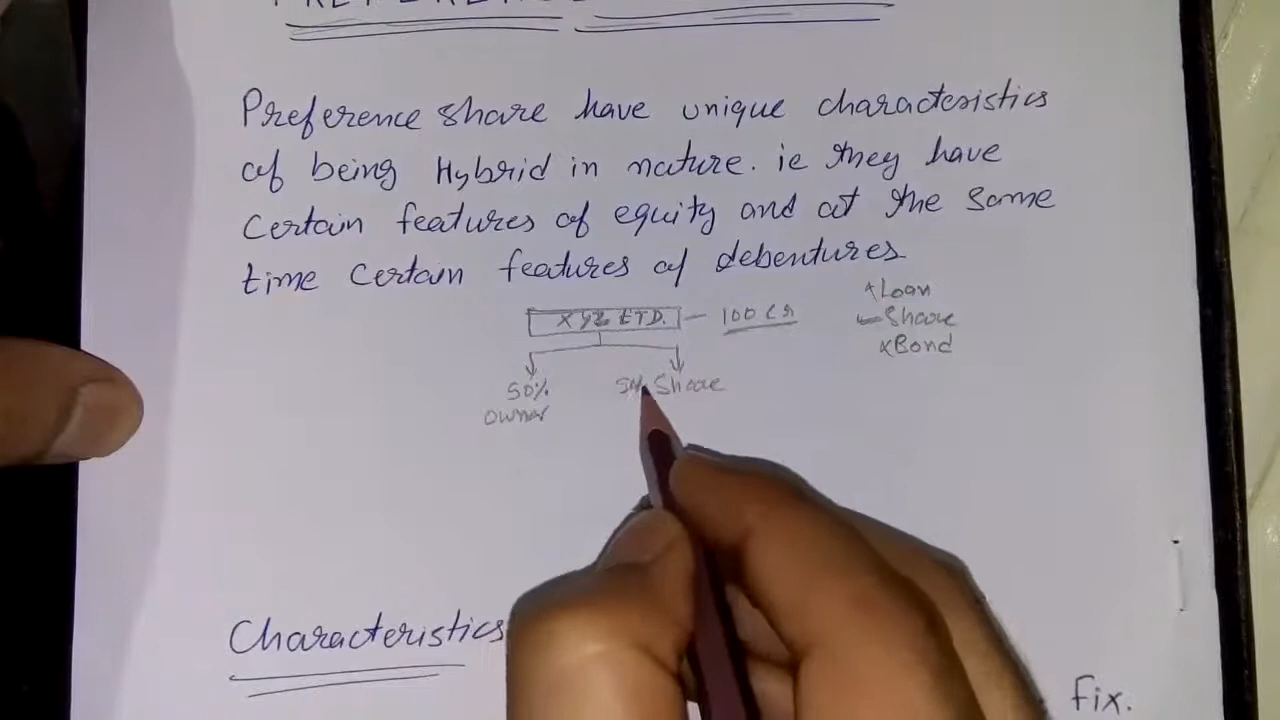 Preference share have unique characteristics
of being Hybrid in nature. ie they have
Certain features of equity and at the same
time Certain features of debentures.
XYZ LTD. - 100 CR
Loan
Share
xBond
50%
Owner
Share
Characteristics
Fix.